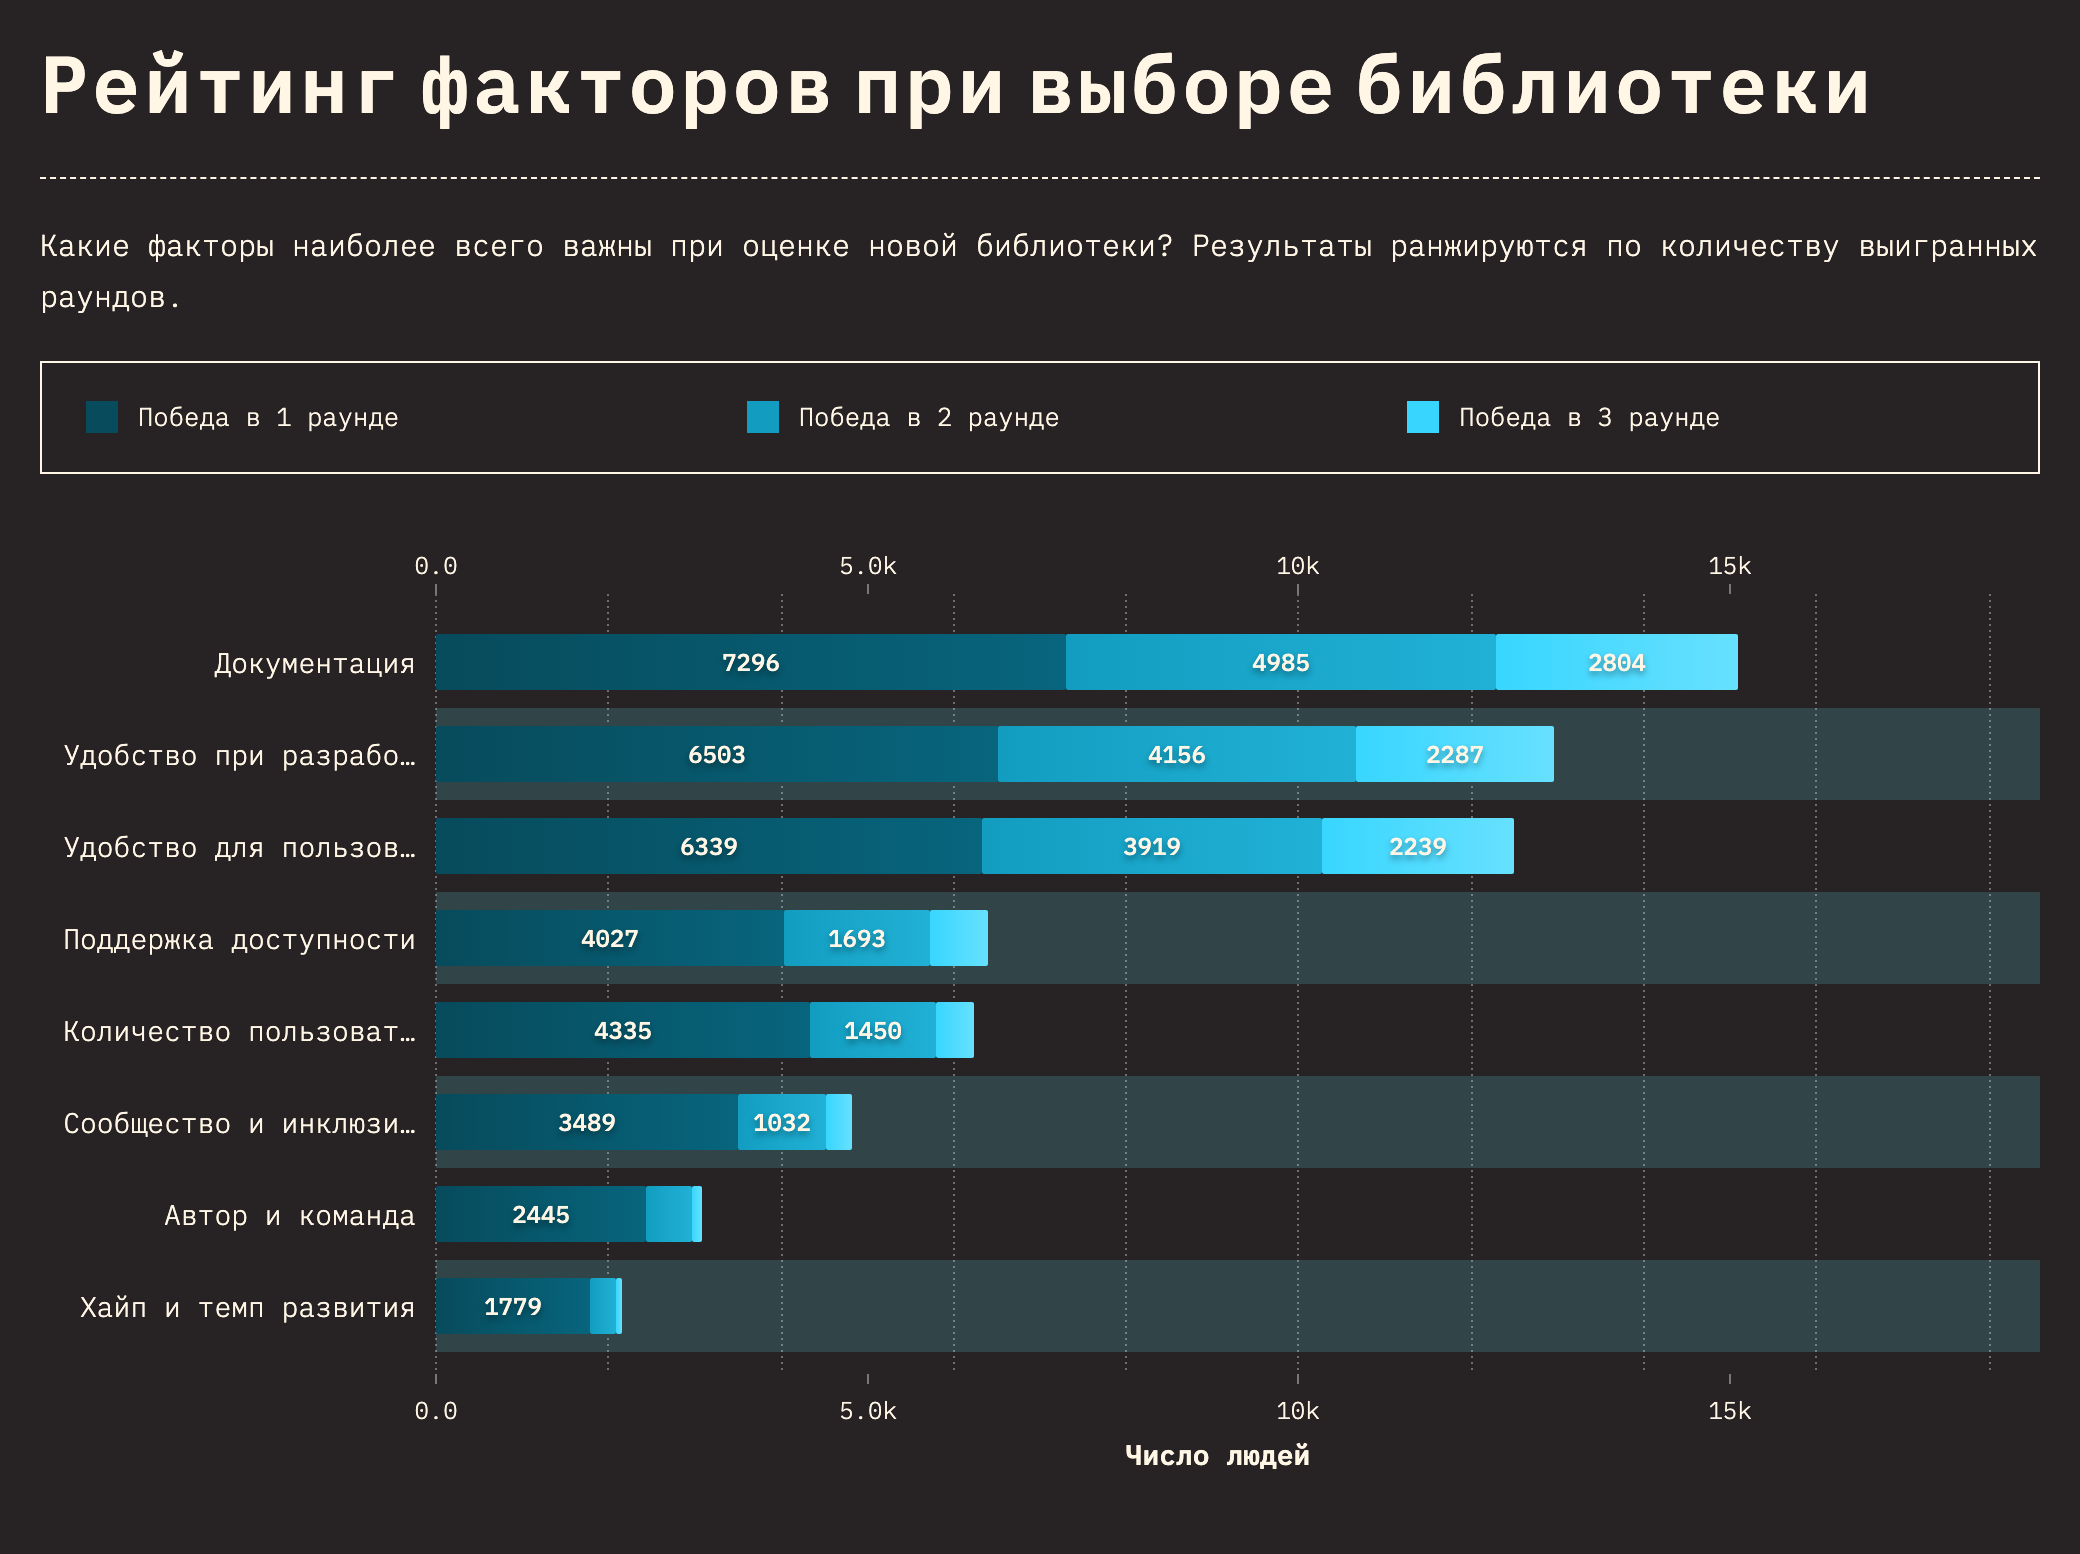 Рейтинг факторов при выборе библиотеки
Какие факторы наиболее всего важны при оценке новой библиотеки? Результаты ранжируются по количеству выигранных
раундов.
Победа в 1 раунде
Победа в 2 раунде
Победа в 3 раунде
0.0 5.0k 10k 15k
Документация 7296 4985 2804
Удобство при разрабо… 6503 4156 2287
Удобство для пользов… 6339 3919 2239
Поддержка доступности 4027 1693
Количество пользоват… 4335 1450
Сообщество и инклюзи… 3489 1032
Автор и команда 2445
Хайп и темп развития 1779
0.0 5.0k 10k 15k
Число людей